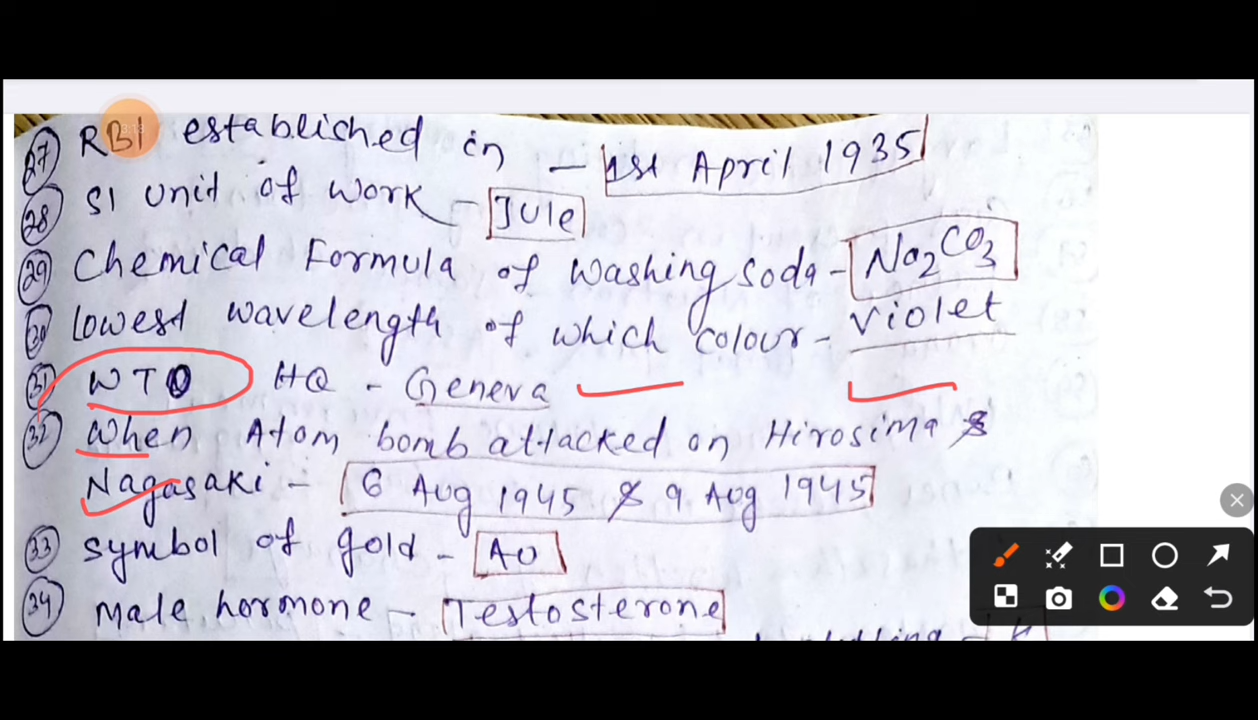 27 RBI established in - 1st April 1935
28 SI Unit of Work - Jule
29 Chemical Formula of washing soda - Na2CO3
30 lowest wavelength of which colour - violet
31 WTO HQ - Geneva
32 When Atom bomb attacked on Hirosima &
Nagasaki - 6 Aug 1945 & 9 Aug 1945
33 symbol of gold - AU
34 Male hormone - Testosterone